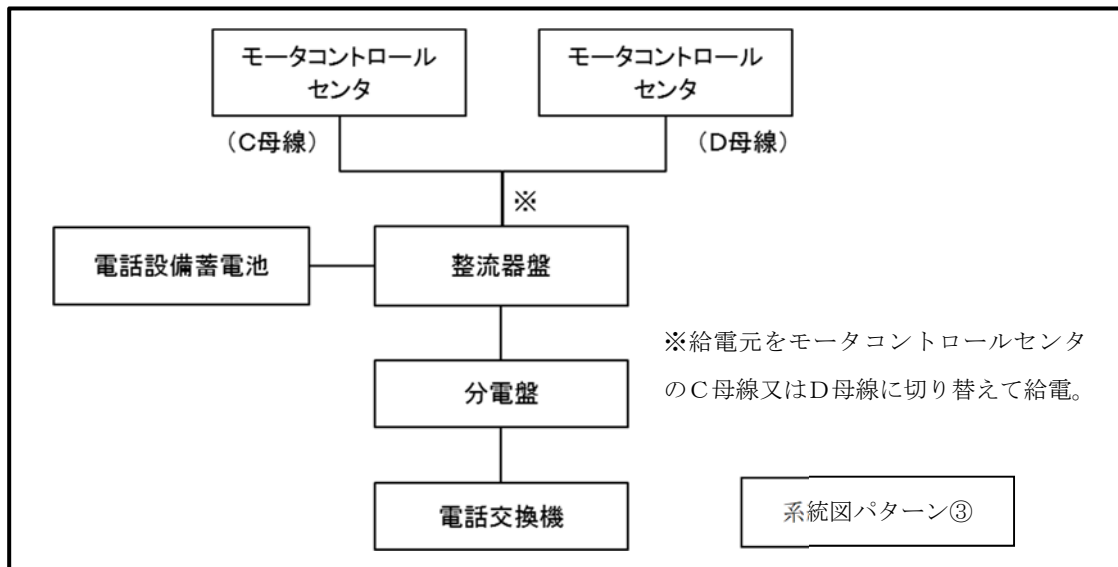 モータコントロール
センタ
モータコントロール
センタ
（C母線）
（D母線）
※
電話設備蓄電池
整流器盤
※給電元をモータコントロールセンタ
のC母線又はD母線に切り替えて給電。
分電盤
電話交換機
系統図パターン③